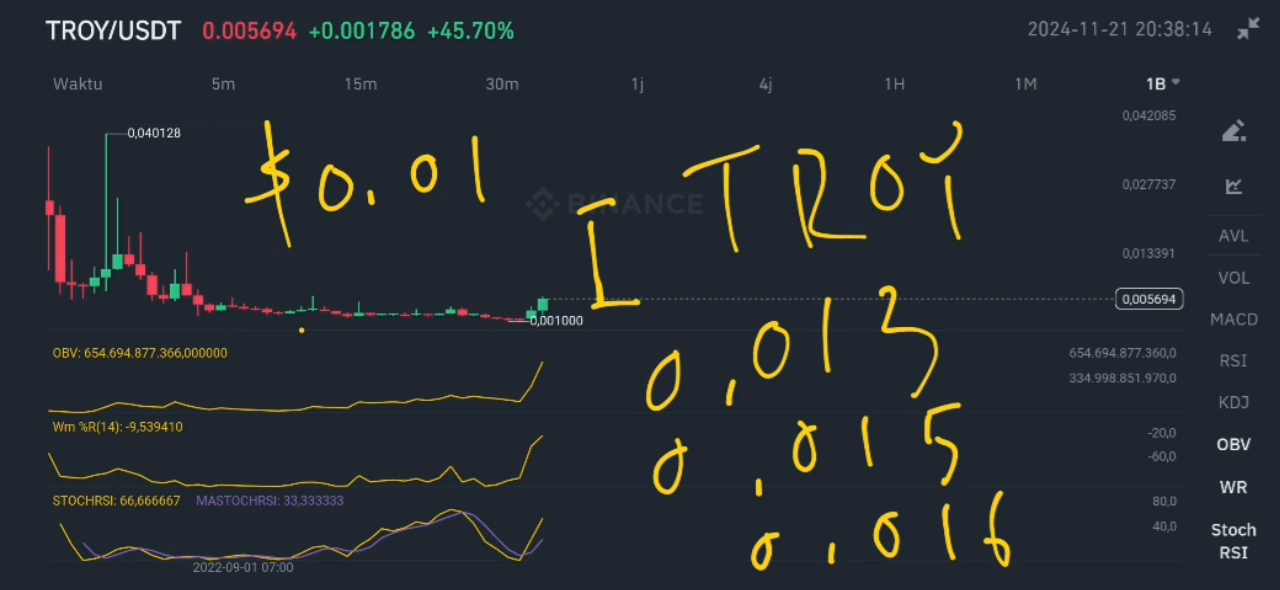 TROY/USDT 0.005694 +0.001786 +45.70% 2024-11-21 20:38:14
Waktu 5m 15m 30m 1j 4j 1H 1M 1B
0,042085
0,040128
$0.01
I TROY
BINANCE
0,027737
AVL
0,013391
VOL
0,005694
0,001000
MACD
0,013
OBV: 654.694.877.366,000000
654.694.877.360,0
RSI
334.998.851.970,0
KDJ
Wm %R(14): -9,539410
-20,0
OBV
0,015
-60,0
WR
STOCHRSI: 66,666667 MASTOCHRSI: 33,333333
80,0
40,0
Stoch
RSI
0,016
2022-09-01 07:00